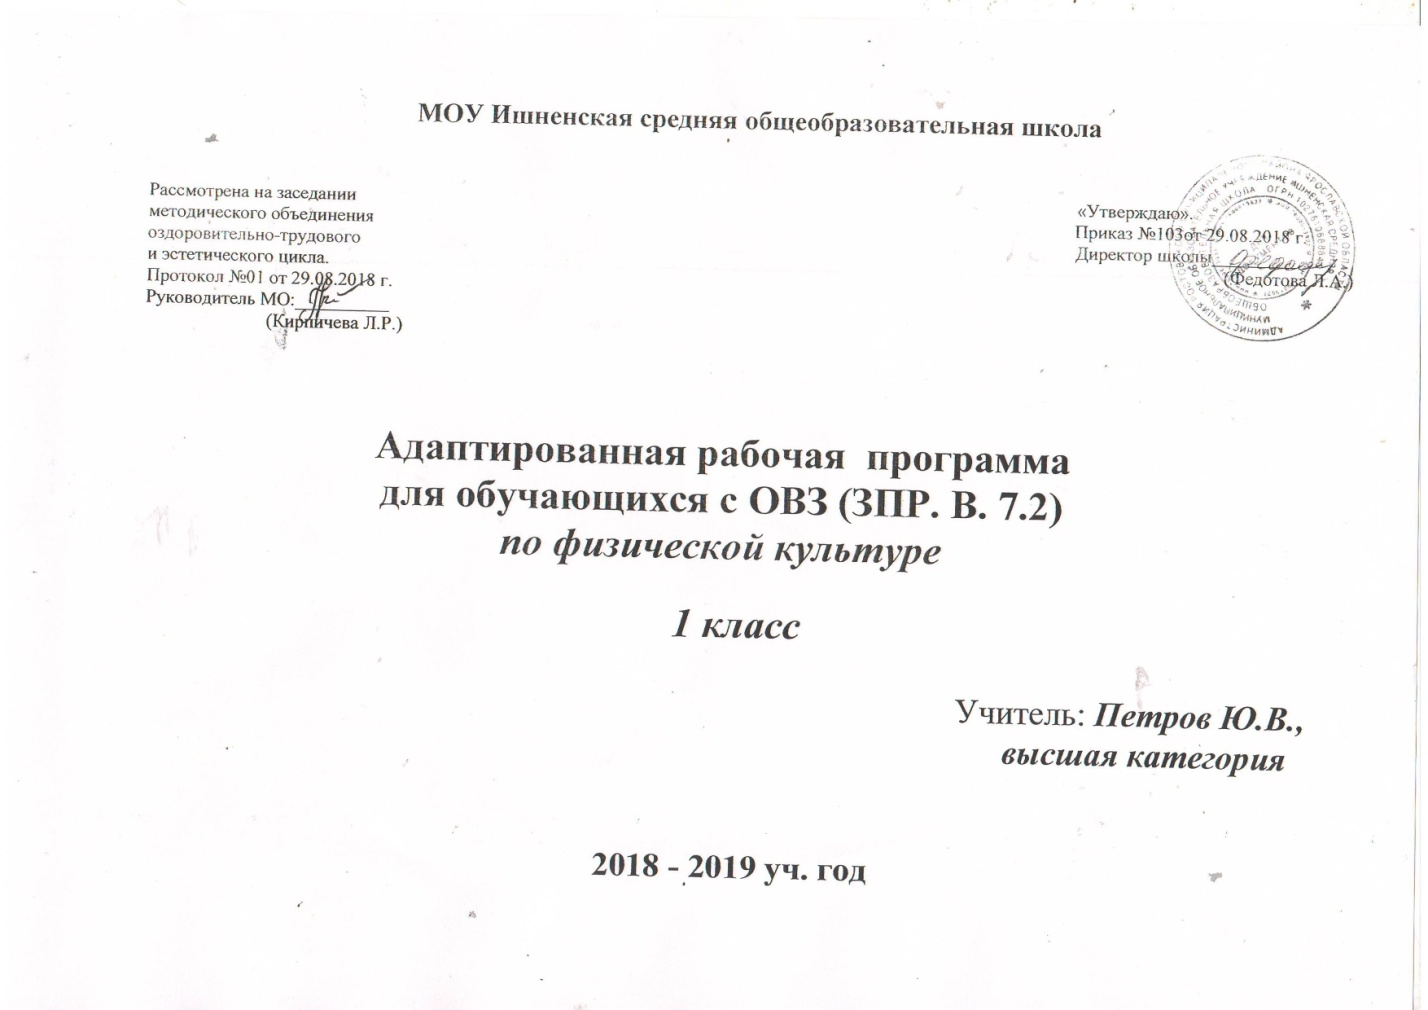 МОУ Ишненская средняя общеобразовательная школа
Рассмотрена на заседании
методического объединения
оздоровительно-трудового
и эстетического цикла.
Протокол №01 от 29.08.2018 г.
Руководитель МО:
(Кирпичева Л.Р.)
«Утверждаю».
Приказ №103от 29.08.2018 г.
Директор школы
(Федотова Л.А.)
Адаптированная рабочая программа
для обучающихся с ОВЗ (ЗПР. В. 7.2)
по физической культуре
1 класс
Учитель: Петров Ю.В.,
высшая категория
2018 - 2019 уч. год